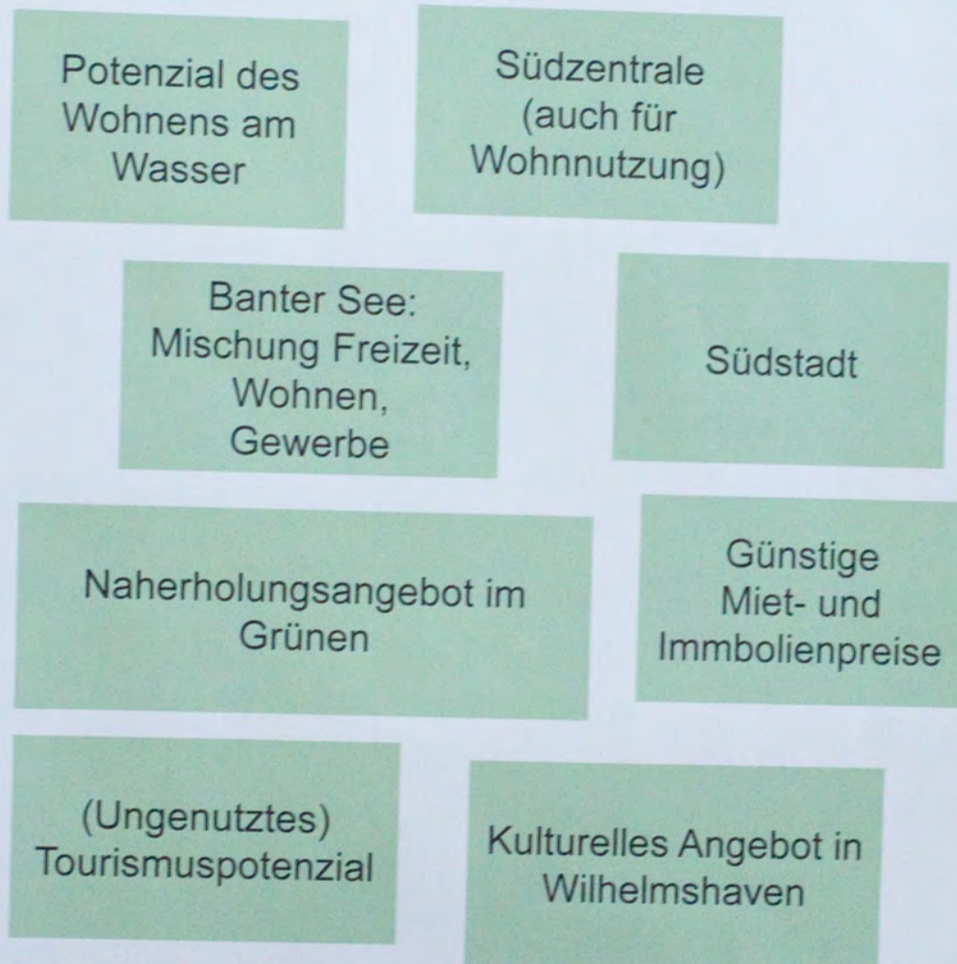 Potenzial des
Wohnens am
Wasser
Südzentrale
(auch für
Wohnnutzung)
Banter See:
Mischung Freizeit,
Wohnen,
Gewerbe
Südstadt
Naherholungsangebot im
Grünen
Günstige
Miet- und
Immbolienpreise
(Ungenutztes)
Tourismuspotenzial
Kulturelles Angebot in
Wilhelmshaven